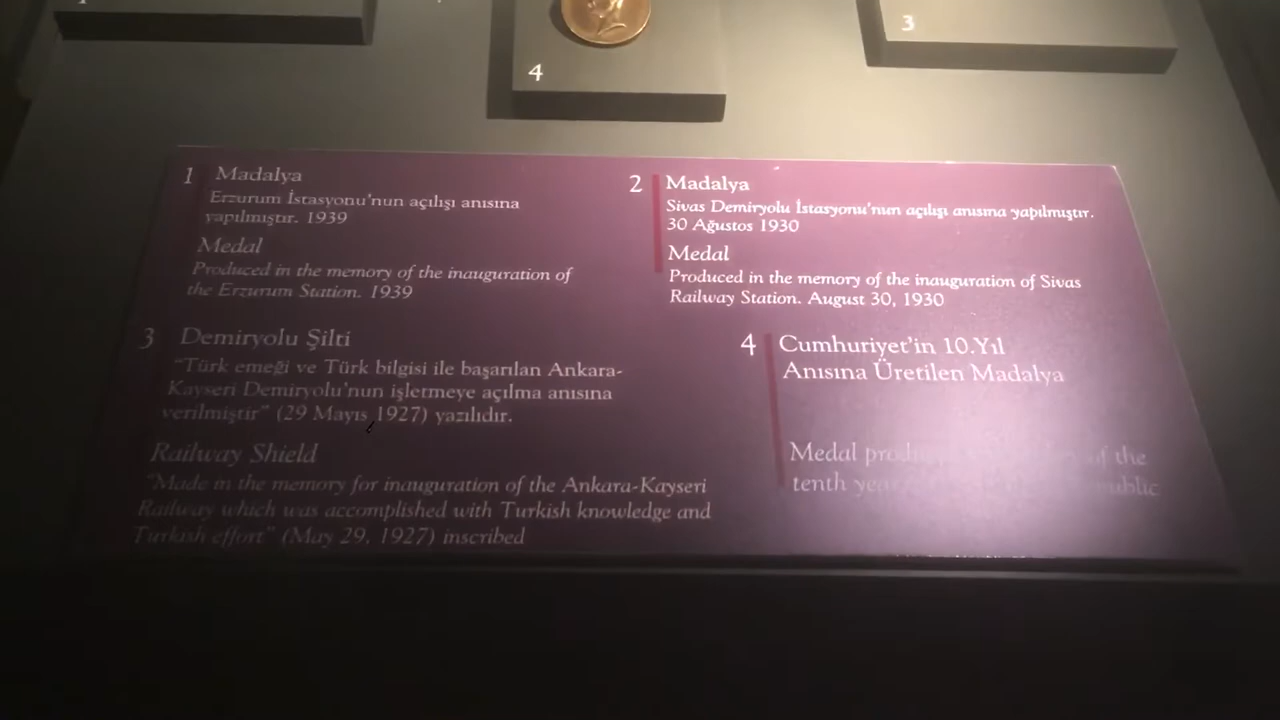 3
4
1 Madalya
Erzurum İstasyonu'nun açılışı anısına
yapılmıştır. 1939
Medal
Produced in the memory of the inauguration of
the Erzurum Station. 1939
2 Madalya
Sivas Demiryolu İstasyonu'nun açılışı anısına yapılmıştır.
30 Ağustos 1930
Medal
Produced in the memory of the inauguration of Sivas
Railway Station. August 30, 1930
3 Demiryolu Şilti
"Türk emeği ve Türk bilgisi ile başarılan Ankara-
Kayseri Demiryolu'nun işletmeye açılma anısına
verilmiştir" (29 Mayıs 1927) yazılıdır.
Railway Shield
"Made in the memory for inauguration of the Ankara-Kayseri
Railway which was accomplished with Turkish knowledge and
Turkish effort" (May 29, 1927) inscribed
4 Cumhuriyet'in 10.Yıl
Anısına Üretilen Madalya
Medal of the
tenth